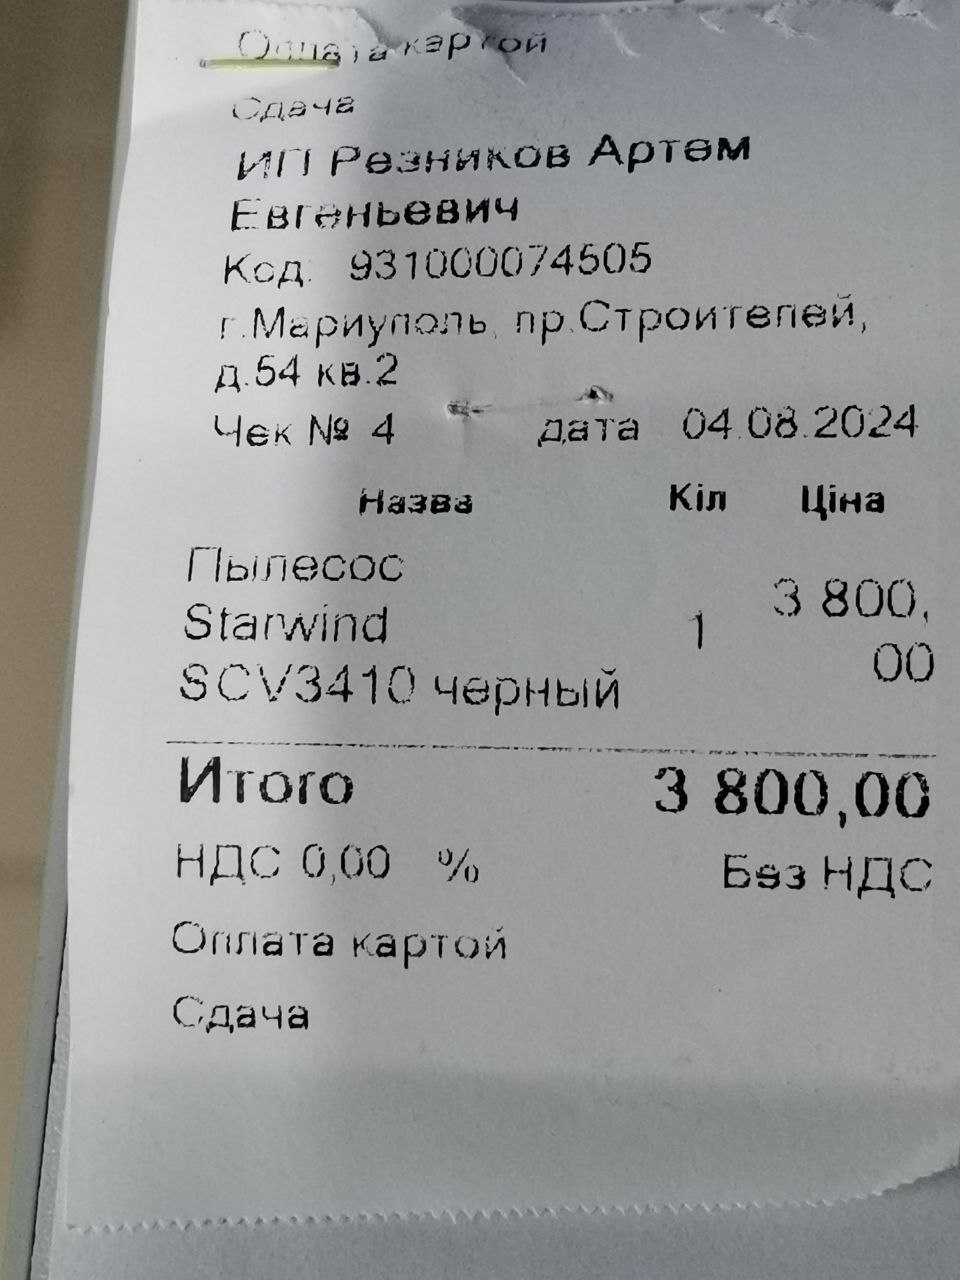 Оплата картой
Сдача
ИП Резников Артем
Евгеньевич
Код: 931000074505
г.Мариуполь, пр.Строителей,
д.54 кв.2
Чек № 4 дата 04.08.2024
Назва Кіл Ціна
Пылесос
Starwind 1 3 800,
SCV3410 черный 00
Итого 3 800,00
НДС 0,00 % Без НДС
Оплата картой
Сдача